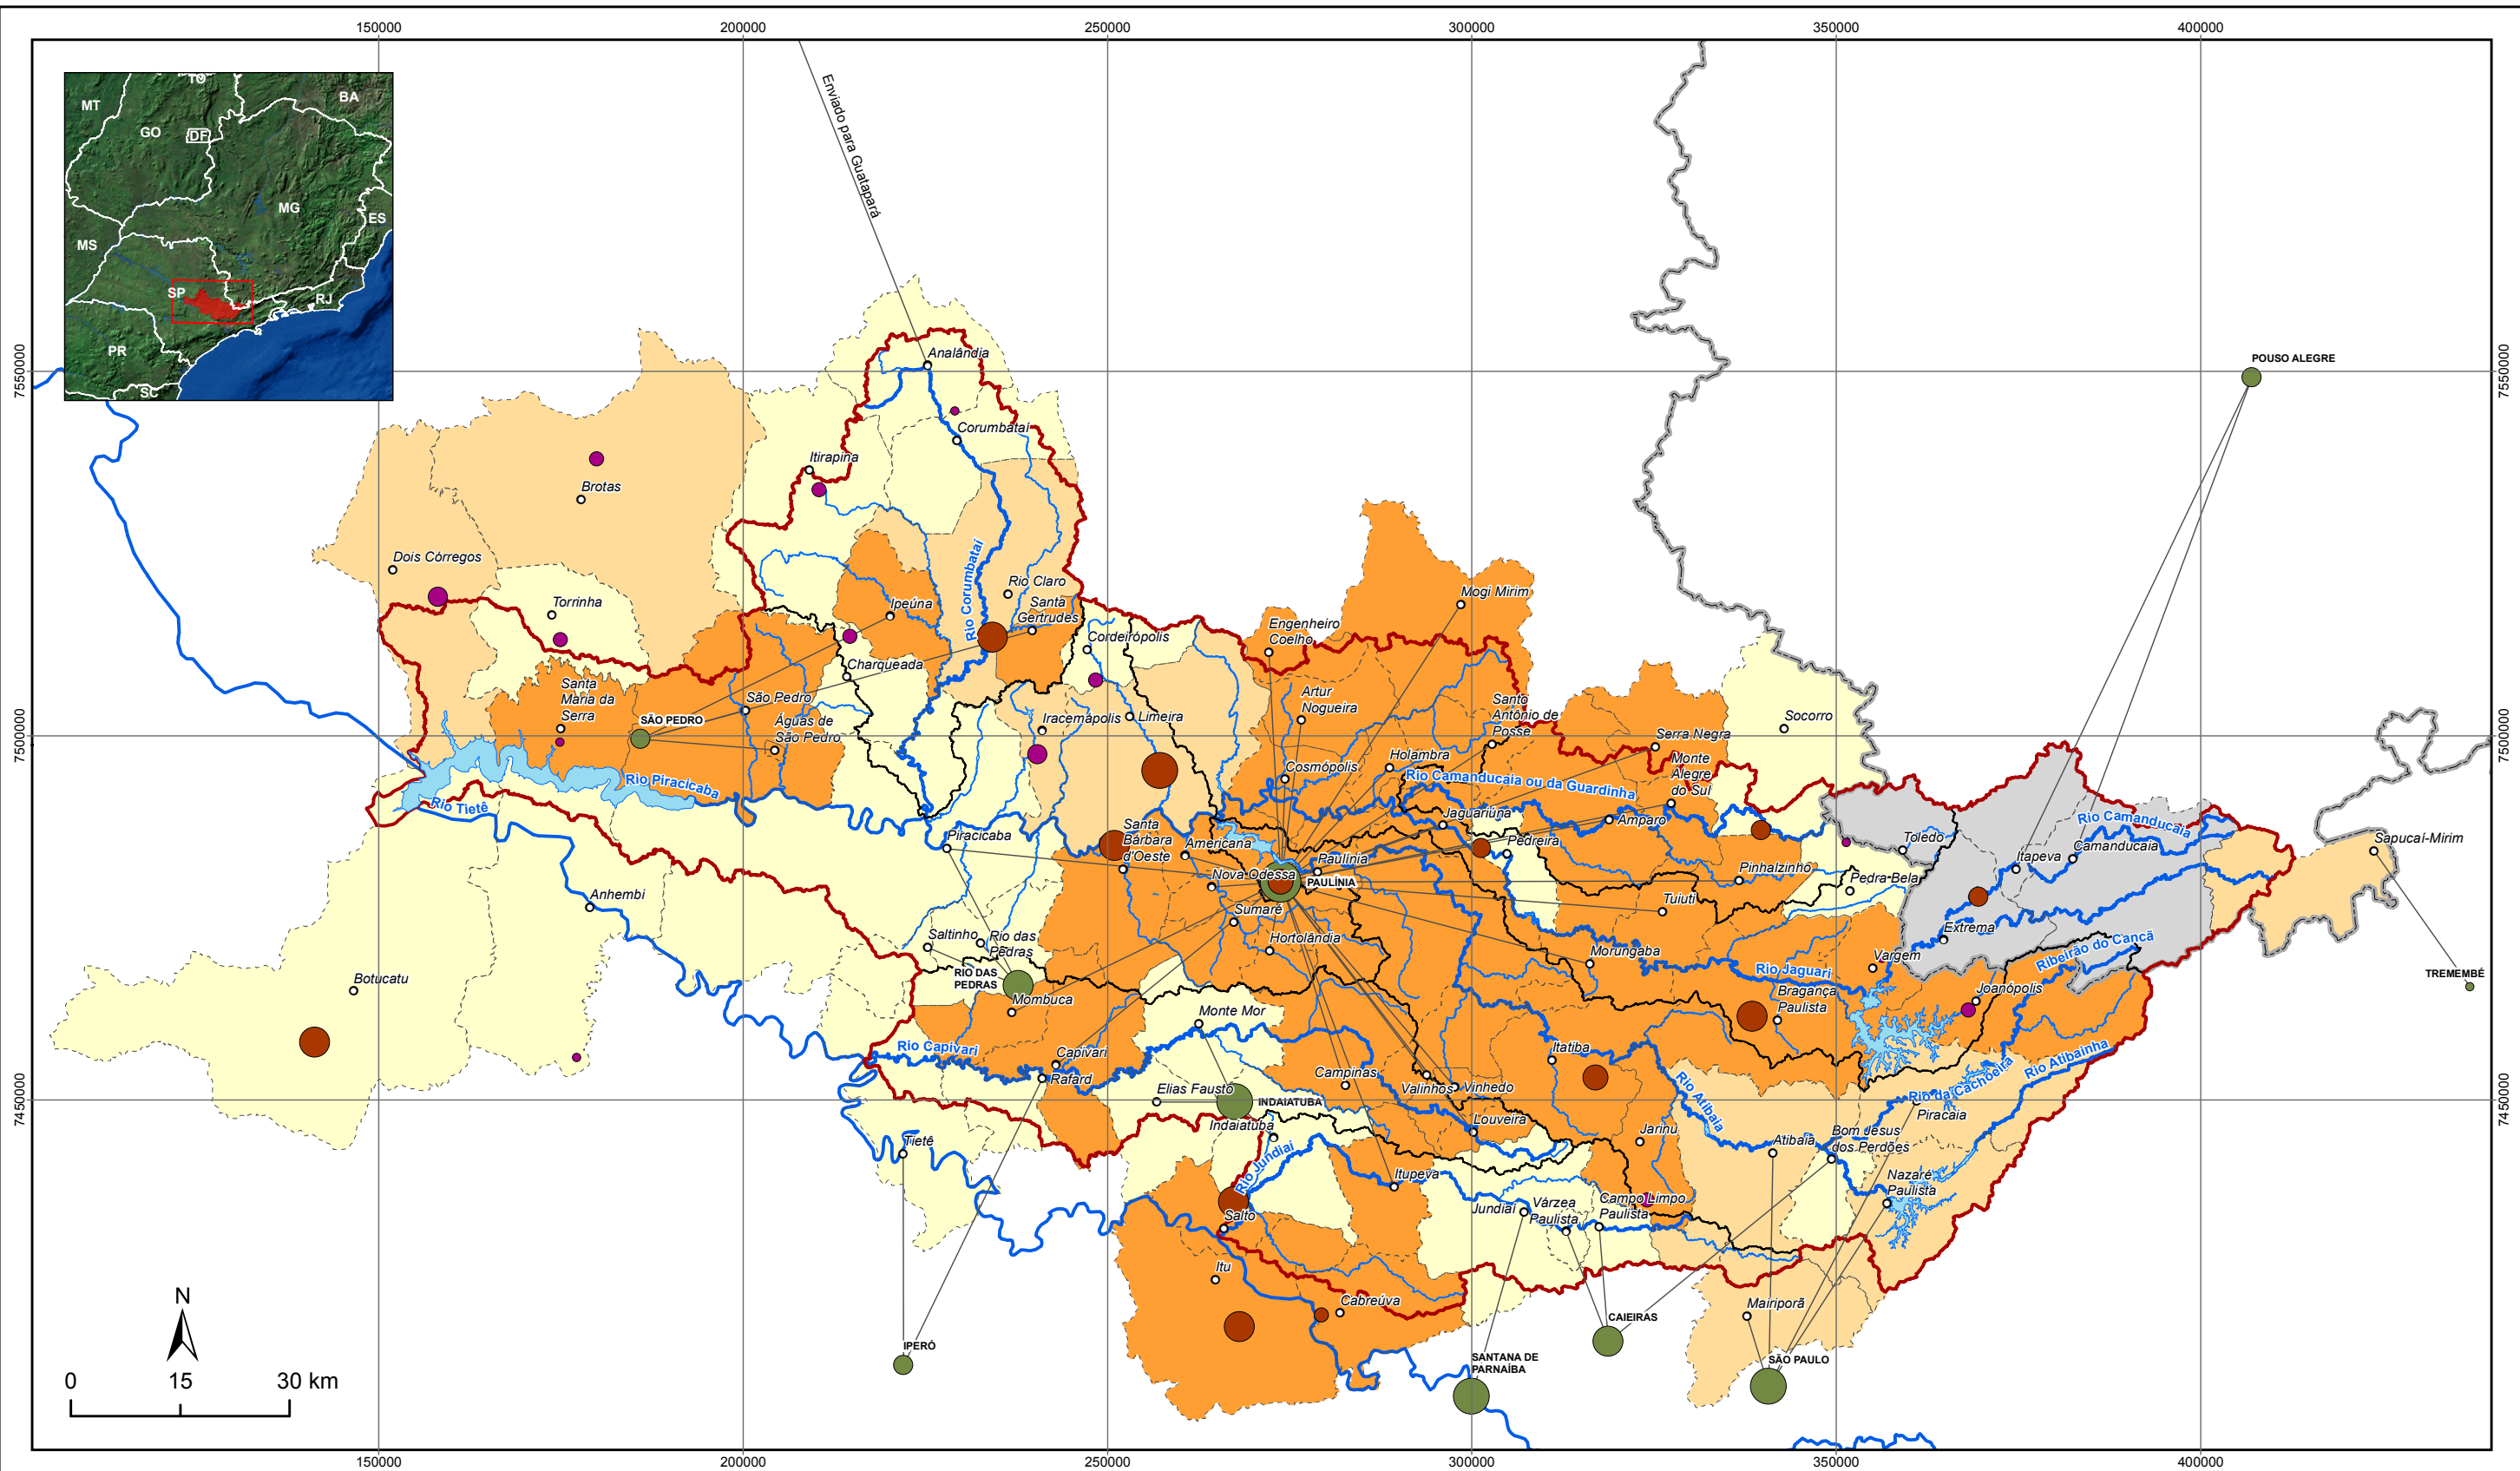 150000
200000
250000
300000
350000
400000
TO
BA
MT
GO
DF
MG
ES
MS
SP
RJ
PR
SC
Enviado para Guatapará
7550000
7550000
POUSO ALEGRE
Analândia
Corumbataí
Itirapina
Brotas
Dois Córregos
Torrinha
Rio Corumbataí
Rio Claro
Ipeúna
Santa
Gertrudes
Mogi Mirim
Engenheiro
Coelho
Cordeirópolis
Charqueada
Santa
Maria da
Serra
São Pedro
SÃO PEDRO
Águas de
São Pedro
Iracemápolis
Limeira
Artur
Nogueira
Santo
Antônio de
Posse
Serra Negra
Socorro
7500000
7500000
Monte
Alegre
do Sul
Holambra
Cosmópolis
Rio Camanducaia ou da Guardinha
Rio Piracicaba
Rio Tietê
Jaguariúna
Amparo
Pedreira
Piracicaba
Santa
Bárbara
d'Oeste
Americana
Paulínia
PAULÍNIA
Nova Odessa
Pinhalzinho
Pedra Bela
Toledo
Itapeva
Camanducaia
Rio Camanducaia
Sapucaí-Mirim
Anhembi
Sumaré
Tuiuti
Hortolândia
Extrema
Ribeirão do Cancã
Saltinho
Rio das
Pedras
RIO DAS
PEDRAS
Morungaba
Vargem
Rio Jaguari
TREMEMBÉ
Botucatu
Mombuca
Bragança
Paulista
Joanópolis
Monte Mor
Rio Capivari
Capivari
Rafard
Itatiba
Campinas
Valinhos
Vinhedo
Rio Atibaia
Rio da Cachoeira
Rio Atibainha
Elias Fausto
INDAIATUBA
Indaiatuba
7450000
7450000
Piracaia
Louveira
Jarinu
Atibaia
Bom Jesus
dos Perdões
Tietê
Rio Jundiaí
Itupeva
Nazaré
Paulista
Salto
Jundiaí
Várzea
Paulista
Campo Limpo
Paulista
Itu
Cabreúva
Mairiporã
CAIEIRAS
IPERÓ
SANTANA DE
PARNAÍBA
SÃO PAULO
N
0
15
30 km
150000
200000
250000
300000
350000
400000